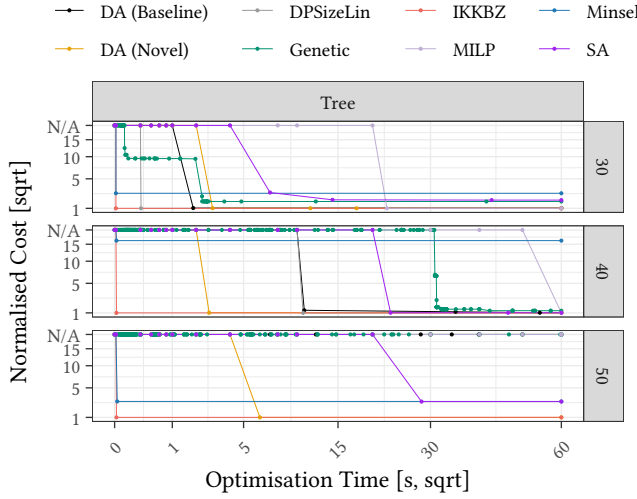 DA (Baseline) DPSizeLin IKKBZ Minsel
DA (Novel) Genetic MILP SA
Tree
N/A
15
10
5
1
30
N/A
15
10
5
1
40
N/A
15
10
5
1
50
0 1 5 15 30 60
Normalised Cost [sqrt]
Optimisation Time [s, sqrt]